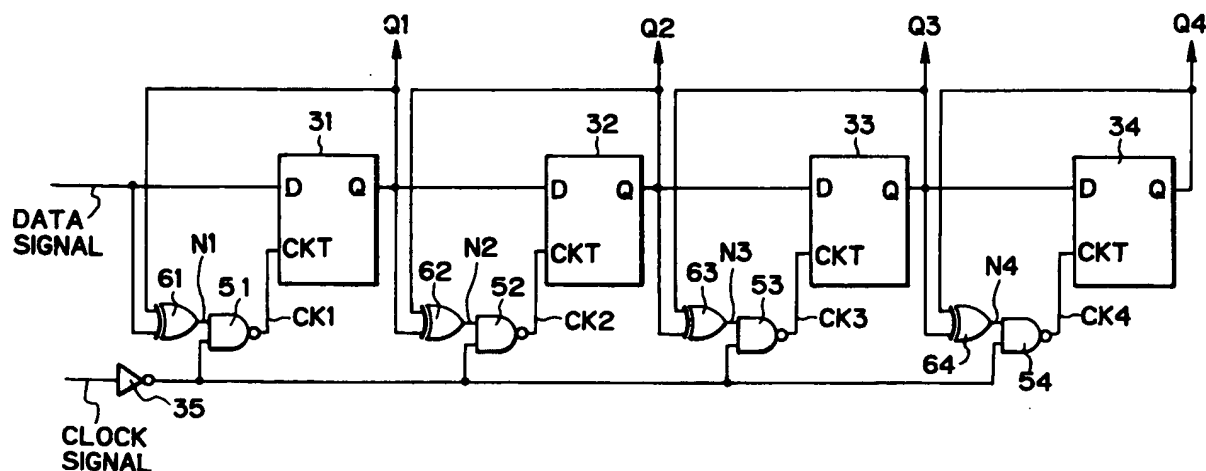 Q1
Q2
Q3
Q4
31
32
33
34
D Q
D Q
D Q
D Q
DATA
SIGNAL
CKT
CKT
CKT
CKT
N1
N2
N3
N4
61
51
62
52
63
53
64
54
CK1
CK2
CK3
CK4
35
CLOCK
SIGNAL